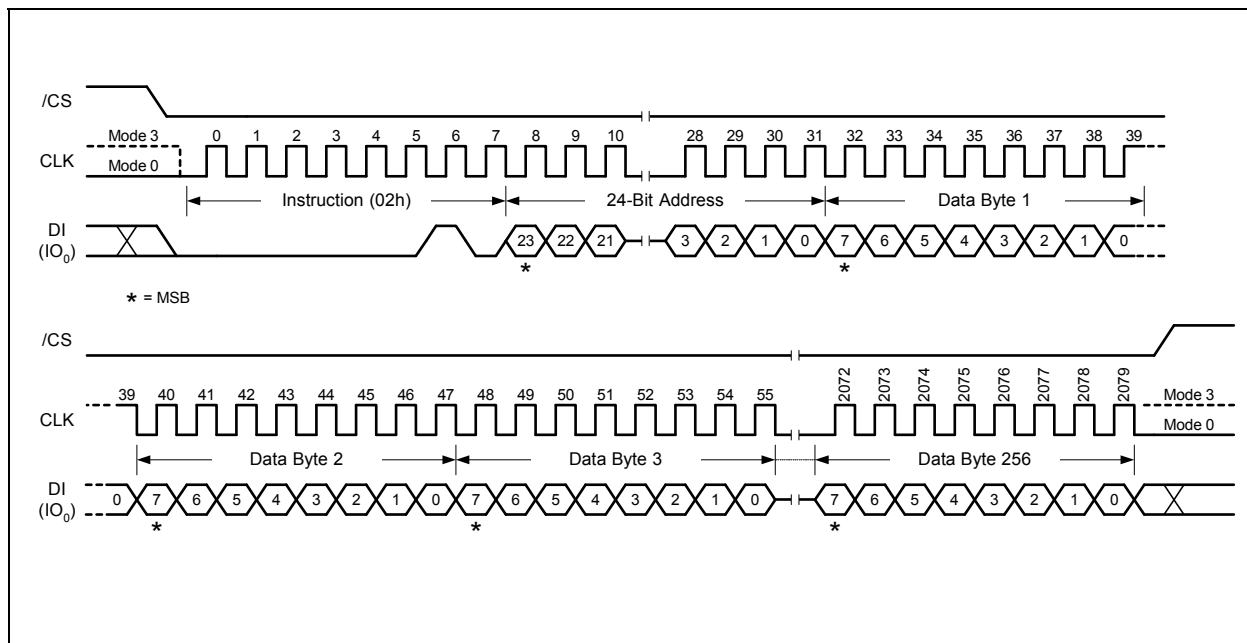 /CS
Mode 3 0 1 2 3 4 5 6 7 8 9 10 28 29 30 31 32 33 34 35 36 37 38 39
CLK Mode 0
Instruction (02h) 24-Bit Address Data Byte 1
DI
(IO0) 23 22 21 3 2 1 0 7 6 5 4 3 2 1 0
* *
* = MSB
/CS
39 40 41 42 43 44 45 46 47 48 49 50 51 52 53 54 55 2072 2073 2074 2075 2076 2077 2078 2079 Mode 3
CLK Mode 0
Data Byte 2 Data Byte 3 Data Byte 256
DI
(IO0) 0 7 6 5 4 3 2 1 0 7 6 5 4 3 2 1 0 7 6 5 4 3 2 1 0
* * *